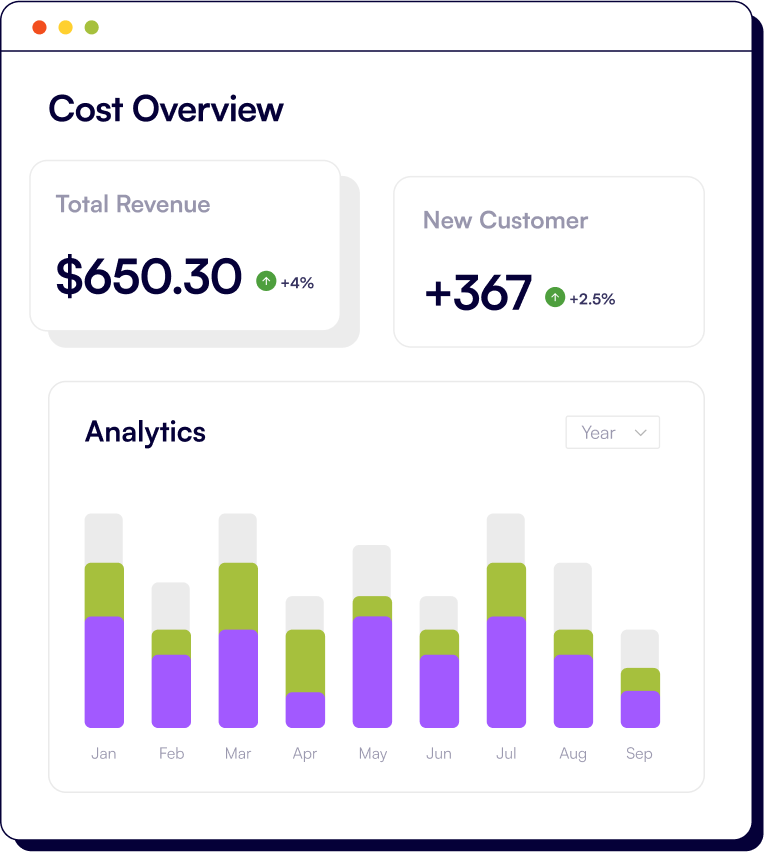 Cost Overview
Total Revenue
$650.30 +4%
New Customer
+367 +2.5%
Analytics
Year
Jan Feb Mar Apr May Jun Jul Aug Sep